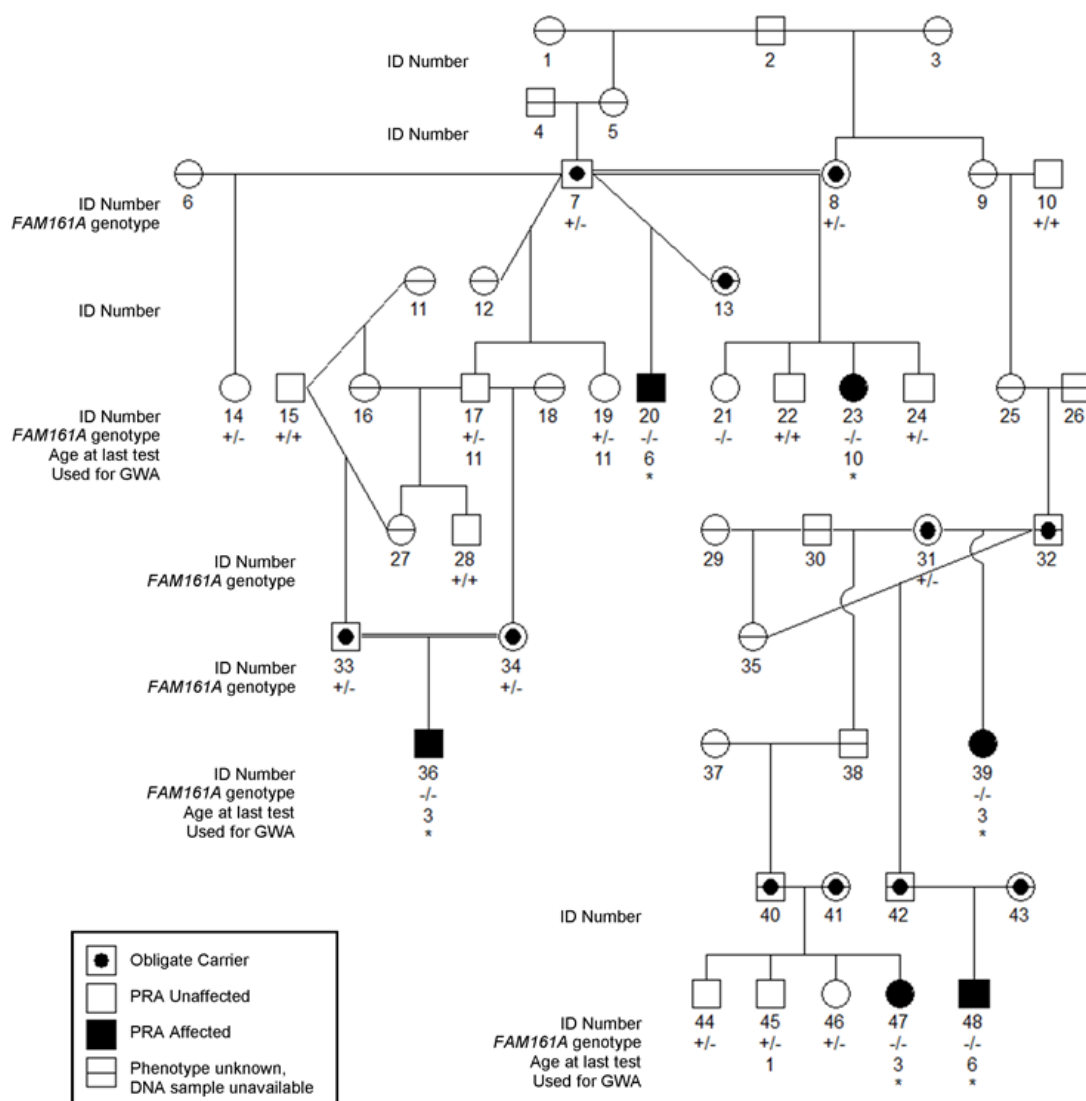 1 2 3
ID Number
4 5
ID Number
6 7 8 9 10
ID Number
FAM161A genotype +/- +/- +/+
11 12 13
ID Number
14 15 16 17 18 19 20 21 22 23 24 25 26
ID Number
FAM161A genotype +/- +/+ +/- +/- -/- -/- +/+ -/- +/-
Age at last test 11 11 6 10
Used for GWA * *
27 28 29 30 31 32
ID Number
FAM161A genotype +/+ +/-
33 34 35
ID Number
FAM161A genotype +/- +/-
36 37 38 39
ID Number
FAM161A genotype -/- -/-
Age at last test 3 3
Used for GWA * *
40 41 42 43
ID Number
Obligate Carrier
PRA Unaffected
PRA Affected
Phenotype unknown,
DNA sample unavailable
ID Number 44 45 46 47 48
FAM161A genotype +/- +/- +/- -/- -/-
Age at last test 1 3 6
Used for GWA * *